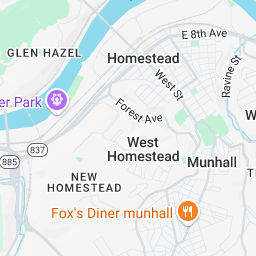 E 8th Ave
GLEN HAZEL
Homestead
West St
Ravine St
er Park
Forest Ave
West
Homestead
837
885
Munhall
NEW
HOMESTEAD
Fox's Diner munhall